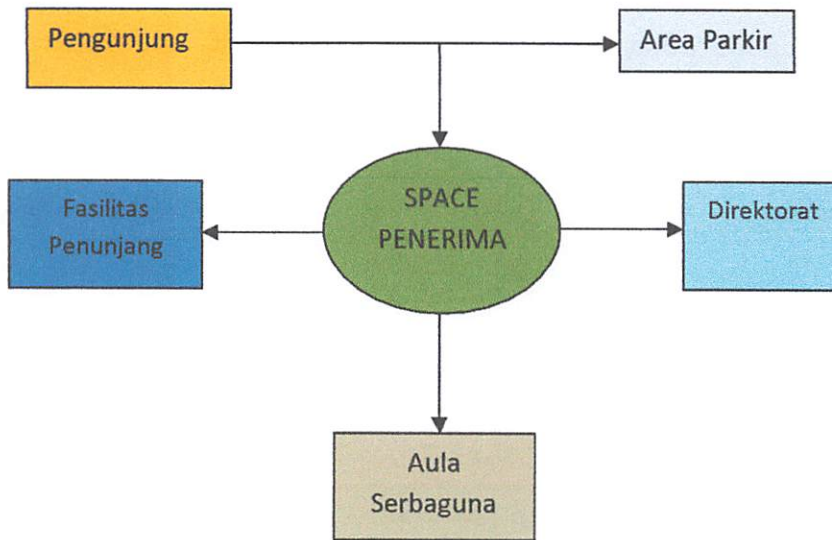 Pengunjung
Area Parkir
SPACE
PENERIMA
Fasilitas
Penunjang
Direktorat
Aula
Serbaguna